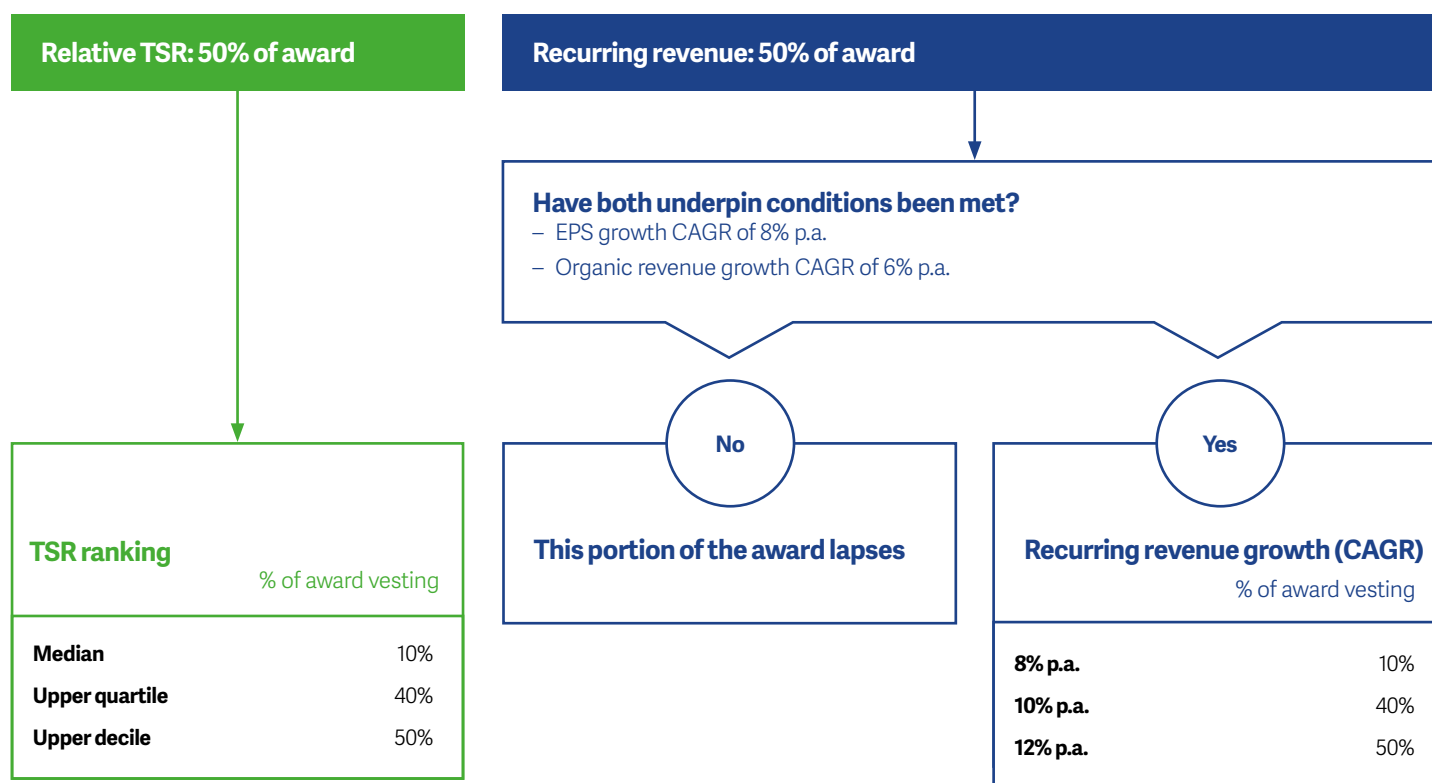 Relative TSR: 50% of award
Recurring revenue: 50% of award
Have both underpin conditions been met?
– EPS growth CAGR of 8% p.a.
– Organic revenue growth CAGR of 6% p.a.
No
Yes
TSR ranking
% of award vesting
Median 10%
Upper quartile 40%
Upper decile 50%
This portion of the award lapses
Recurring revenue growth (CAGR)
% of award vesting
8% p.a. 10%
10% p.a. 40%
12% p.a. 50%